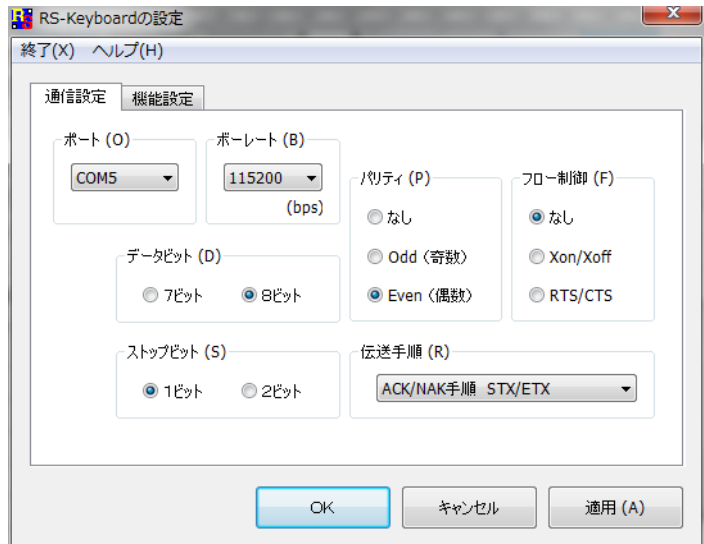 RS-Keyboardの設定
終了(X) ヘルプ(H)
通信設定 機能設定
ポート (O)
COM5
ボーレート (B)
115200
(bps)
データビット (D)
7ビット 8ビット
ストップビット (S)
1ビット 2ビット
パリティ (P)
なし
Odd (奇数)
Even (偶数)
フロー制御 (F)
なし
Xon/Xoff
RTS/CTS
伝送手順 (R)
ACK/NAK手順 STX/ETX
OK キャンセル 適用 (A)